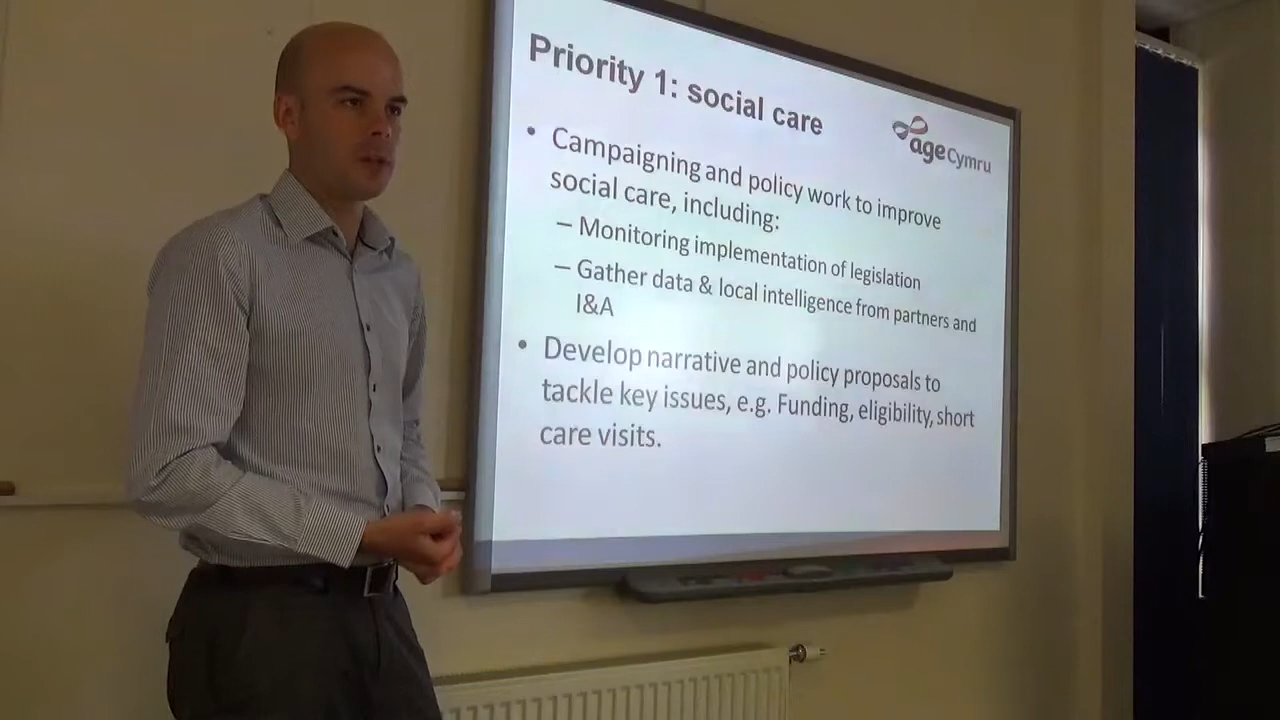 Priority 1: social care
age Cymru
• Campaigning and policy work to improve
social care, including:
– Monitoring implementation of legislation
– Gather data & local intelligence from partners and
I&A
• Develop narrative and policy proposals to
tackle key issues, e.g. Funding, eligibility, short
care visits.